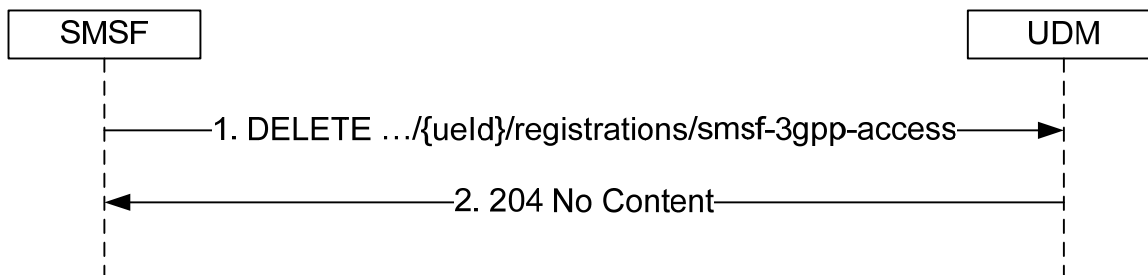 SMSF
UDM
1. DELETE …/{ueId}/registrations/smsf-3gpp-access
2. 204 No Content